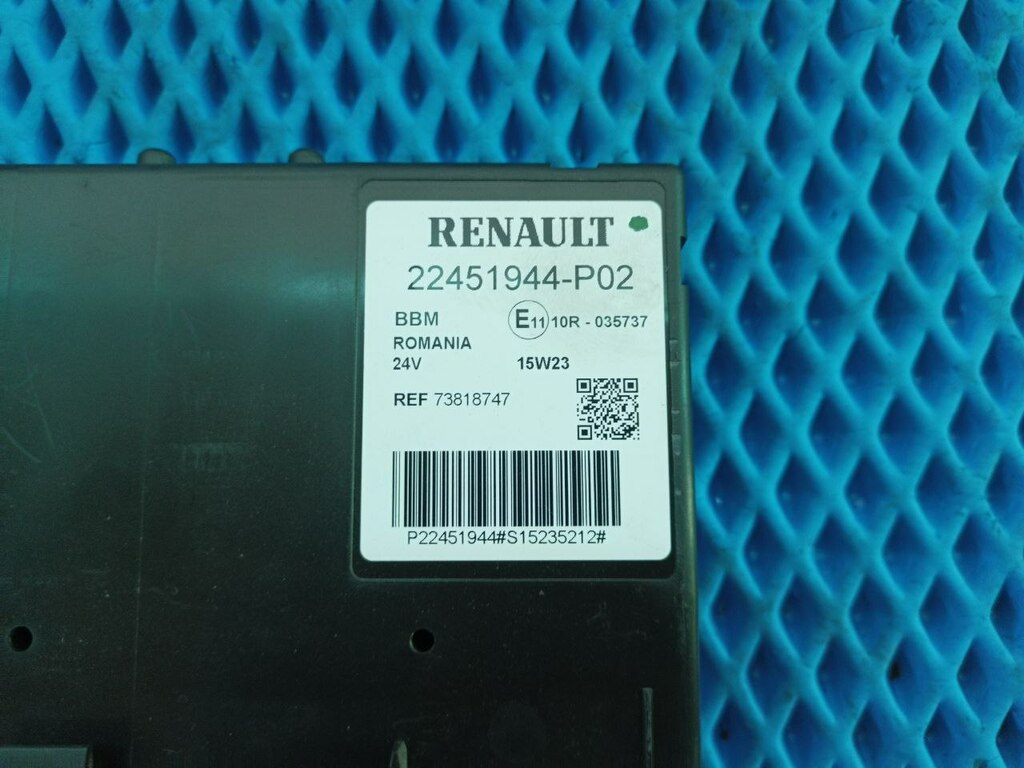 RENAULT
22451944-P02
BBM E11 10R - 035737
ROMANIA
24V 15W23
REF 73818747
P22451944#S15235212#